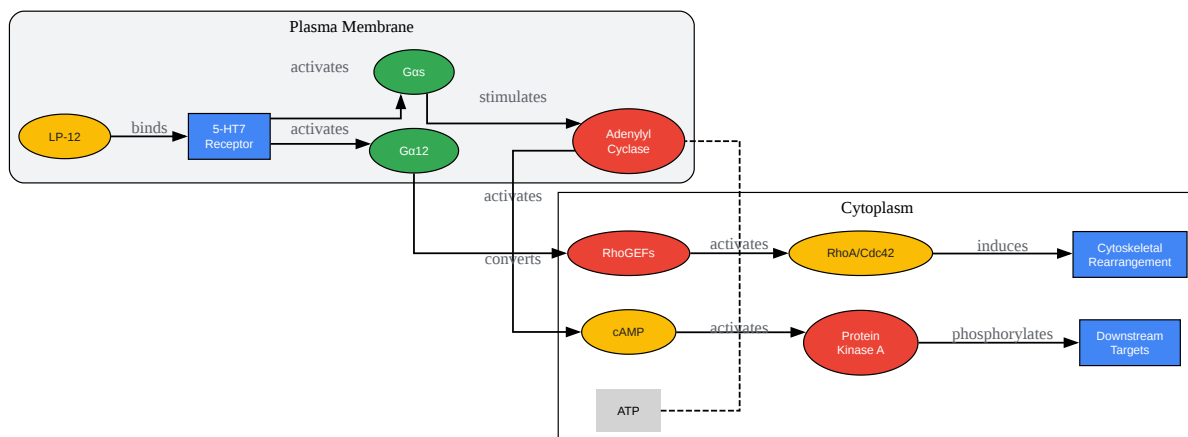 Plasma Membrane
activates
Gαs
stimulates
LP-12
binds
5-HT7
Receptor
activates
Gα12
Adenylyl
Cyclase
activates
Cytoplasm
converts
RhoGEFs
activates
RhoA/Cdc42
induces
Cytoskeletal
Rearrangement
cAMP
activates
Protein
Kinase A
phosphorylates
Downstream
Targets
ATP